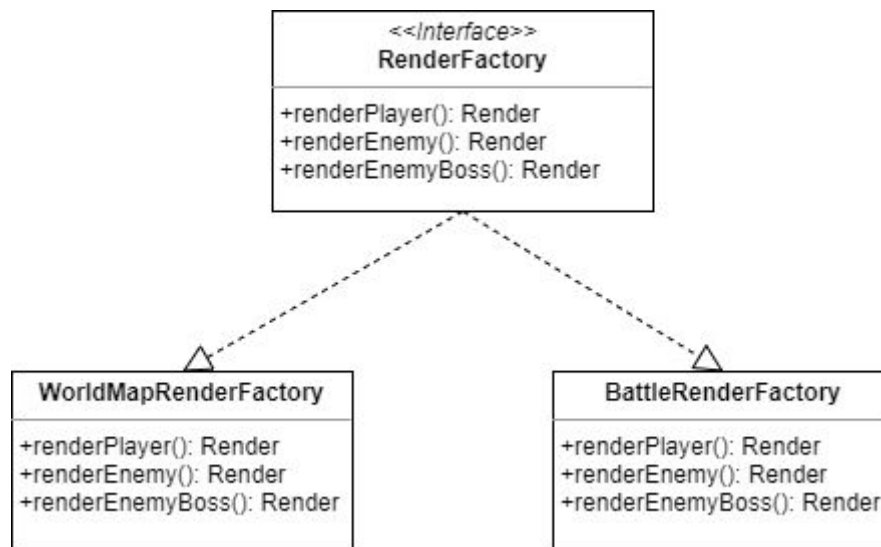 <<Interface>>
RenderFactory
+renderPlayer(): Render
+renderEnemy(): Render
+renderEnemyBoss(): Render
WorldMapRenderFactory
+renderPlayer(): Render
+renderEnemy(): Render
+renderEnemyBoss(): Render
BattleRenderFactory
+renderPlayer(): Render
+renderEnemy(): Render
+renderEnemyBoss(): Render